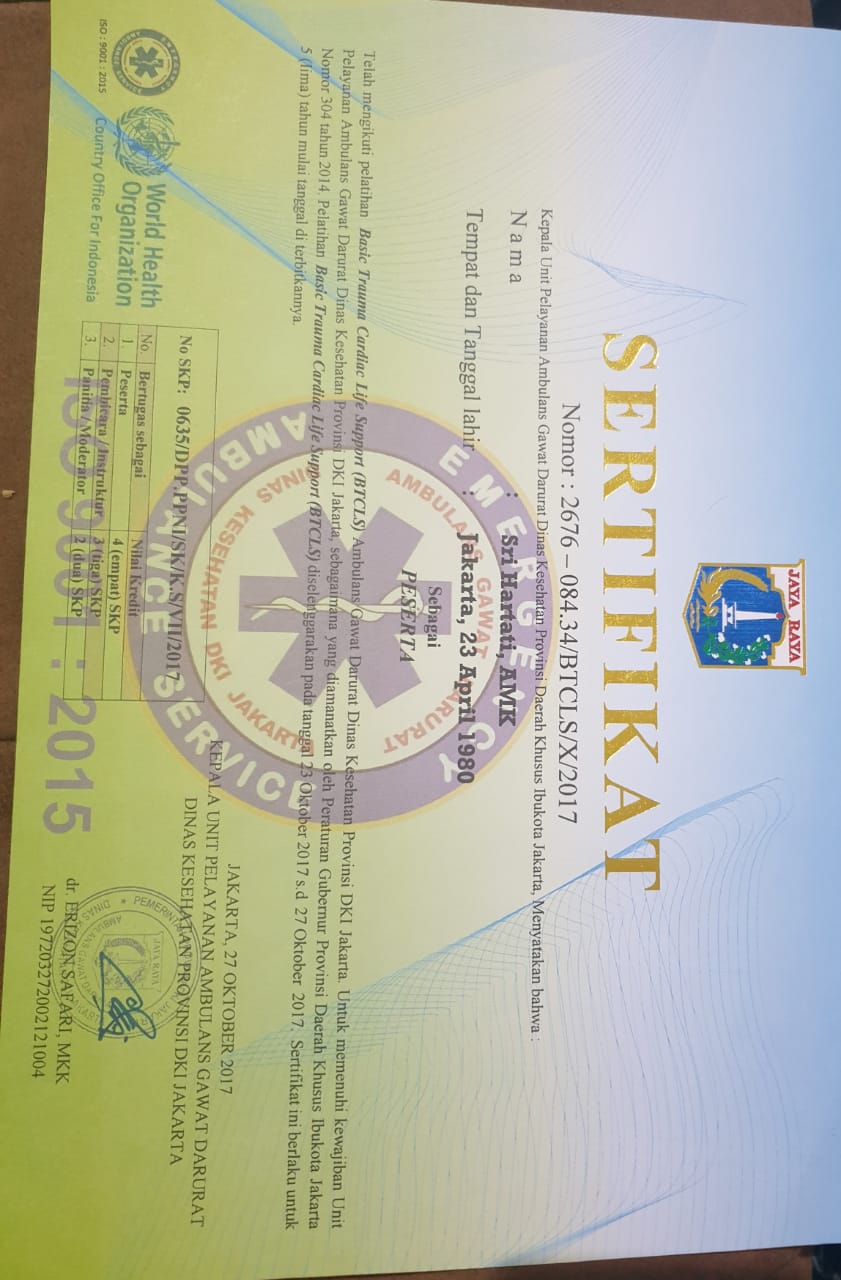 JAYA RAYA
SERTIFIKAT
Nomor : 2676 – 084.34/BTCLS/X/2017
Kepala Unit Pelayanan Ambulans Gawat Darurat Dinas Kesehatan Provinsi Daerah Khusus Ibukota Jakarta, Menyatakan bahwa :
N a m a : Sri Hartati, AMK
Tempat dan Tanggal lahir : Jakarta, 23 April 1980
Sebagai
PESERTA
Telah mengikuti pelatihan Basic Trauma Cardiac Life Support (BTCLS) Ambulans Gawat Darurat Dinas Kesehatan Provinsi DKI Jakarta. Untuk memenuhi kewajiban Unit
Pelayanan Ambulans Gawat Darurat Dinas Kesehatan Provinsi DKI Jakarta, sebagaimana yang diamanatkan oleh Peraturan Gubernur Provinsi Daerah Khusus Ibukota Jakarta
Nomor 304 tahun 2014. Pelatihan Basic Trauma Cardiac Life Support (BTCLS) diselenggarakan pada tanggal 23 Oktober 2017 s.d 27 Oktober 2017. Sertifikat ini berlaku untuk
5 (lima) tahun mulai tanggal di terbitkannya.
EMERGENCY
AMBULANCE SERVICE
AMBULANS GAWAT DARURAT
DINAS KESEHATAN DKI JAKARTA
ISO 9001 : 2015
No SKP: 0635/DPP.PPNI/SK/K.S/VII/2017
No. Bertugas sebagai Nilai Kredit
1. Peserta 4 (empat) SKP
2. Pembicara / Instruktur 3 (tiga) SKP
3. Panitia / Moderator 2 (dua) SKP
ISO : 9001 : 2015
World Health
Organization
Country Office For Indonesia
JAKARTA, 27 OKTOBER 2017
KEPALA UNIT PELAYANAN AMBULANS GAWAT DARURAT
DINAS KESEHATAN PROVINSI DKI JAKARTA
JAYA RAYA
dr. ERIZON SAFARI, MKK
NIP 197203272002121004